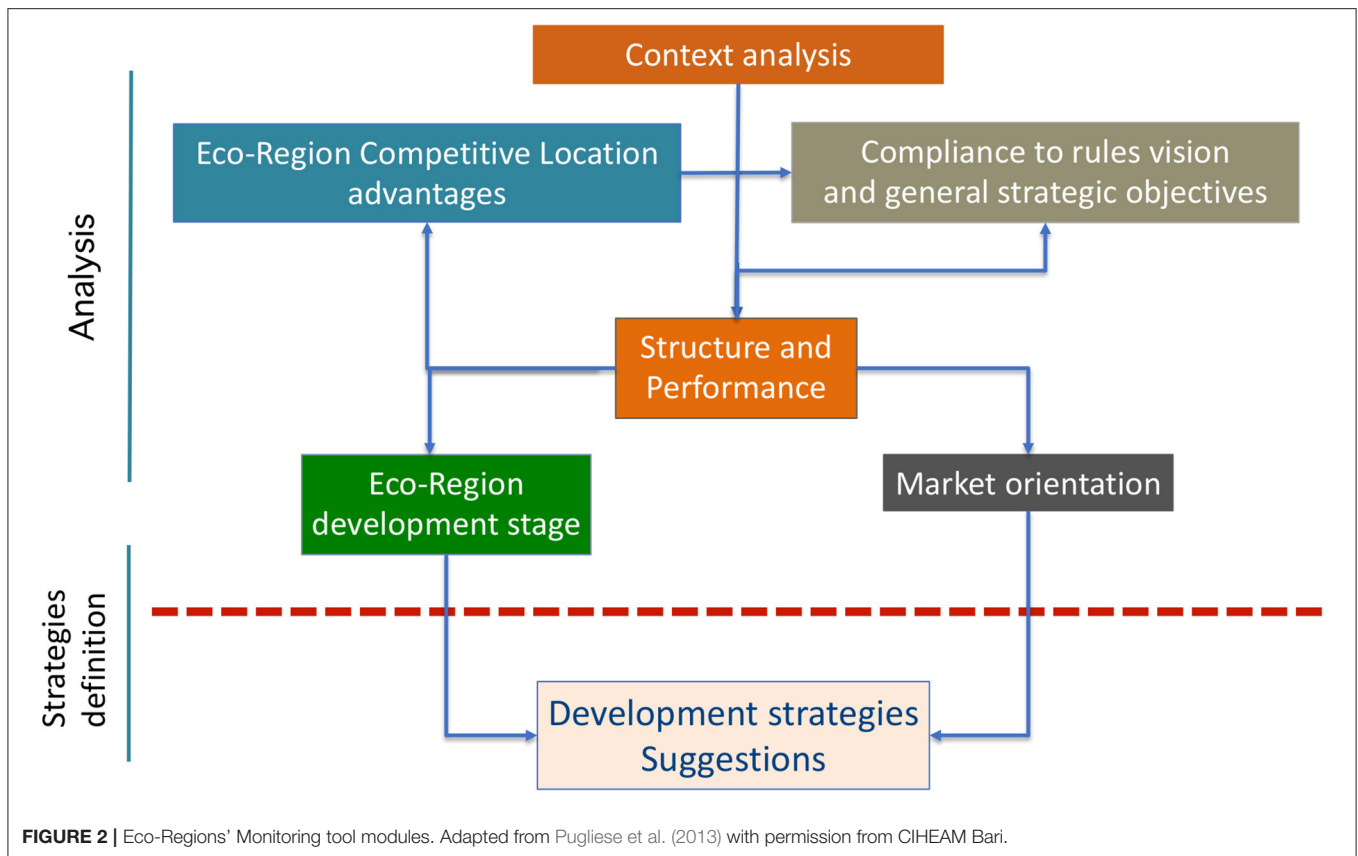 Context analysis
Eco-Region Competitive Location
advantages
Compliance to rules vision
and general strategic objectives
Analysis
Structure and
Performance
Eco-Region
development stage
Market orientation
Strategies
definition
Development strategies
Suggestions
FIGURE 2 | Eco-Regions' Monitoring tool modules. Adapted from Pugliese et al. (2013) with permission from CIHEAM Bari.